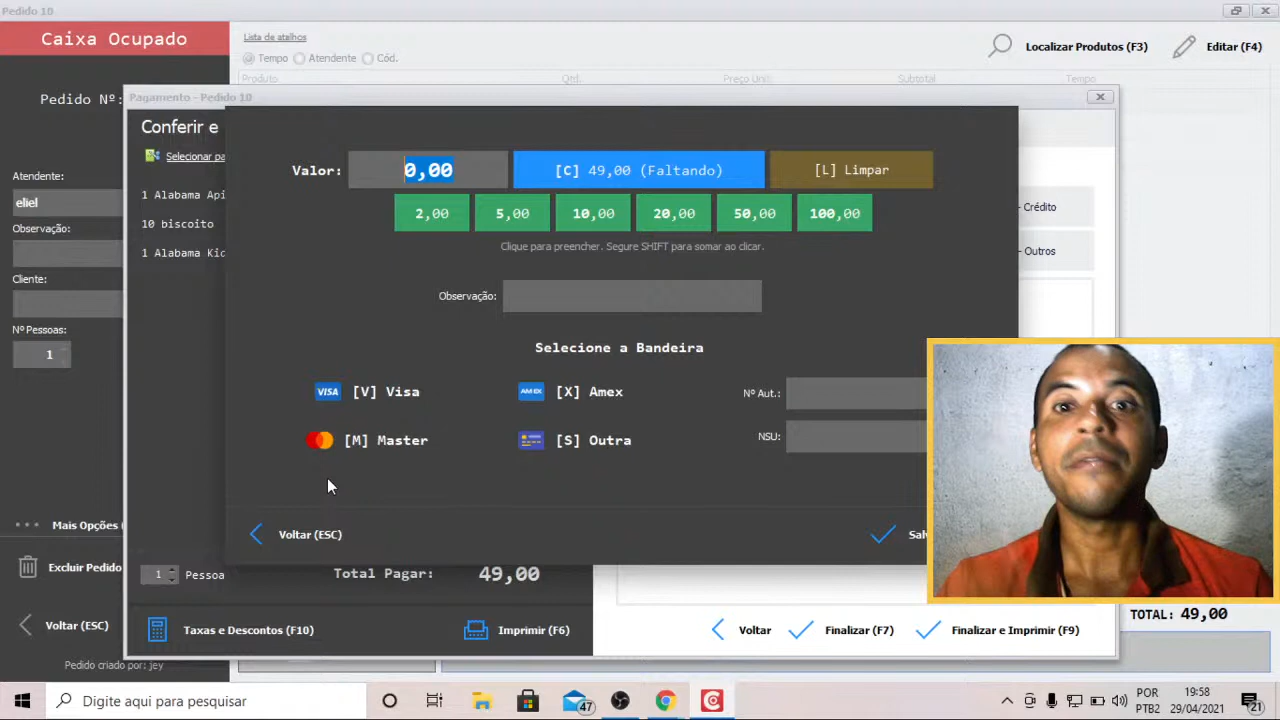 Pedido 10
Caixa Ocupado
Lista de atalhos
Tempo Atendente Cód.
Localizar Produtos (F3)
Editar (F4)
Produto Qtd. Preço Unit: Subtotal Tempo
Pedido Nº:
Pagamento - Pedido 10
Conferir e
Selecionar pa
Atendente:
eliel
Observação:
Cliente:
Nº Pessoas:
1
1 Alabama Api
10 biscoito
1 Alabama Kic
Valor: 0,00 [C] 49,00 (Faltando) [L] Limpar
2,00 5,00 10,00 20,00 50,00 100,00
Clique para preencher. Segure SHIFT para somar ao clicar.
Observação:
Selecione a Bandeira
VISA [V] Visa AMEX [X] Amex Nº Aut.:
[M] Master [S] Outra NSU:
- Crédito
- Outros
Voltar (ESC) Sal
Mais Opções (
Excluir Pedido
Voltar (ESC)
Pedido criado por: jey
1 Pessoa Total Pagar: 49,00
Taxas e Descontos (F10) Imprimir (F6) Voltar Finalizar (F7) Finalizar e Imprimir (F9)
TOTAL: 49,00
Digite aqui para pesquisar
47
POR
PTB2
19:58
29/04/2021
21